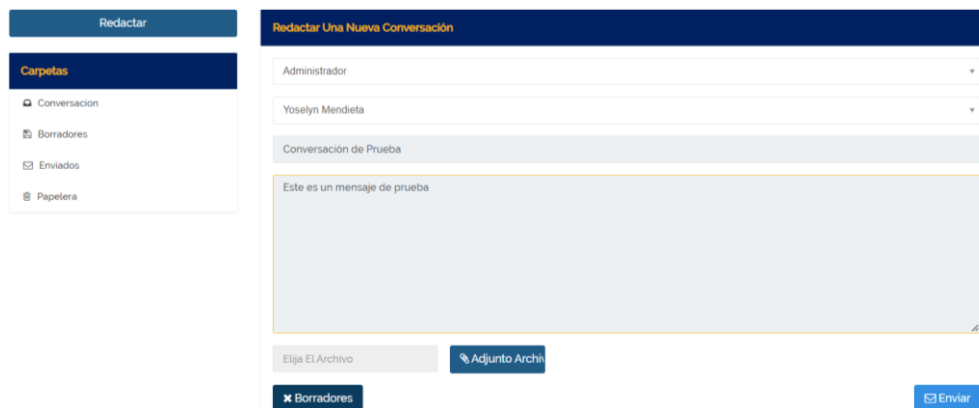 Redactar
Carpetas
Conversacion
Borradores
Enviados
Papelera
Redactar Una Nueva Conversación
Administrador
Yoselyn Mendieta
Conversación de Prueba
Este es un mensaje de prueba
Elija El Archivo
Adjunto Archiv
Borradores
Enviar